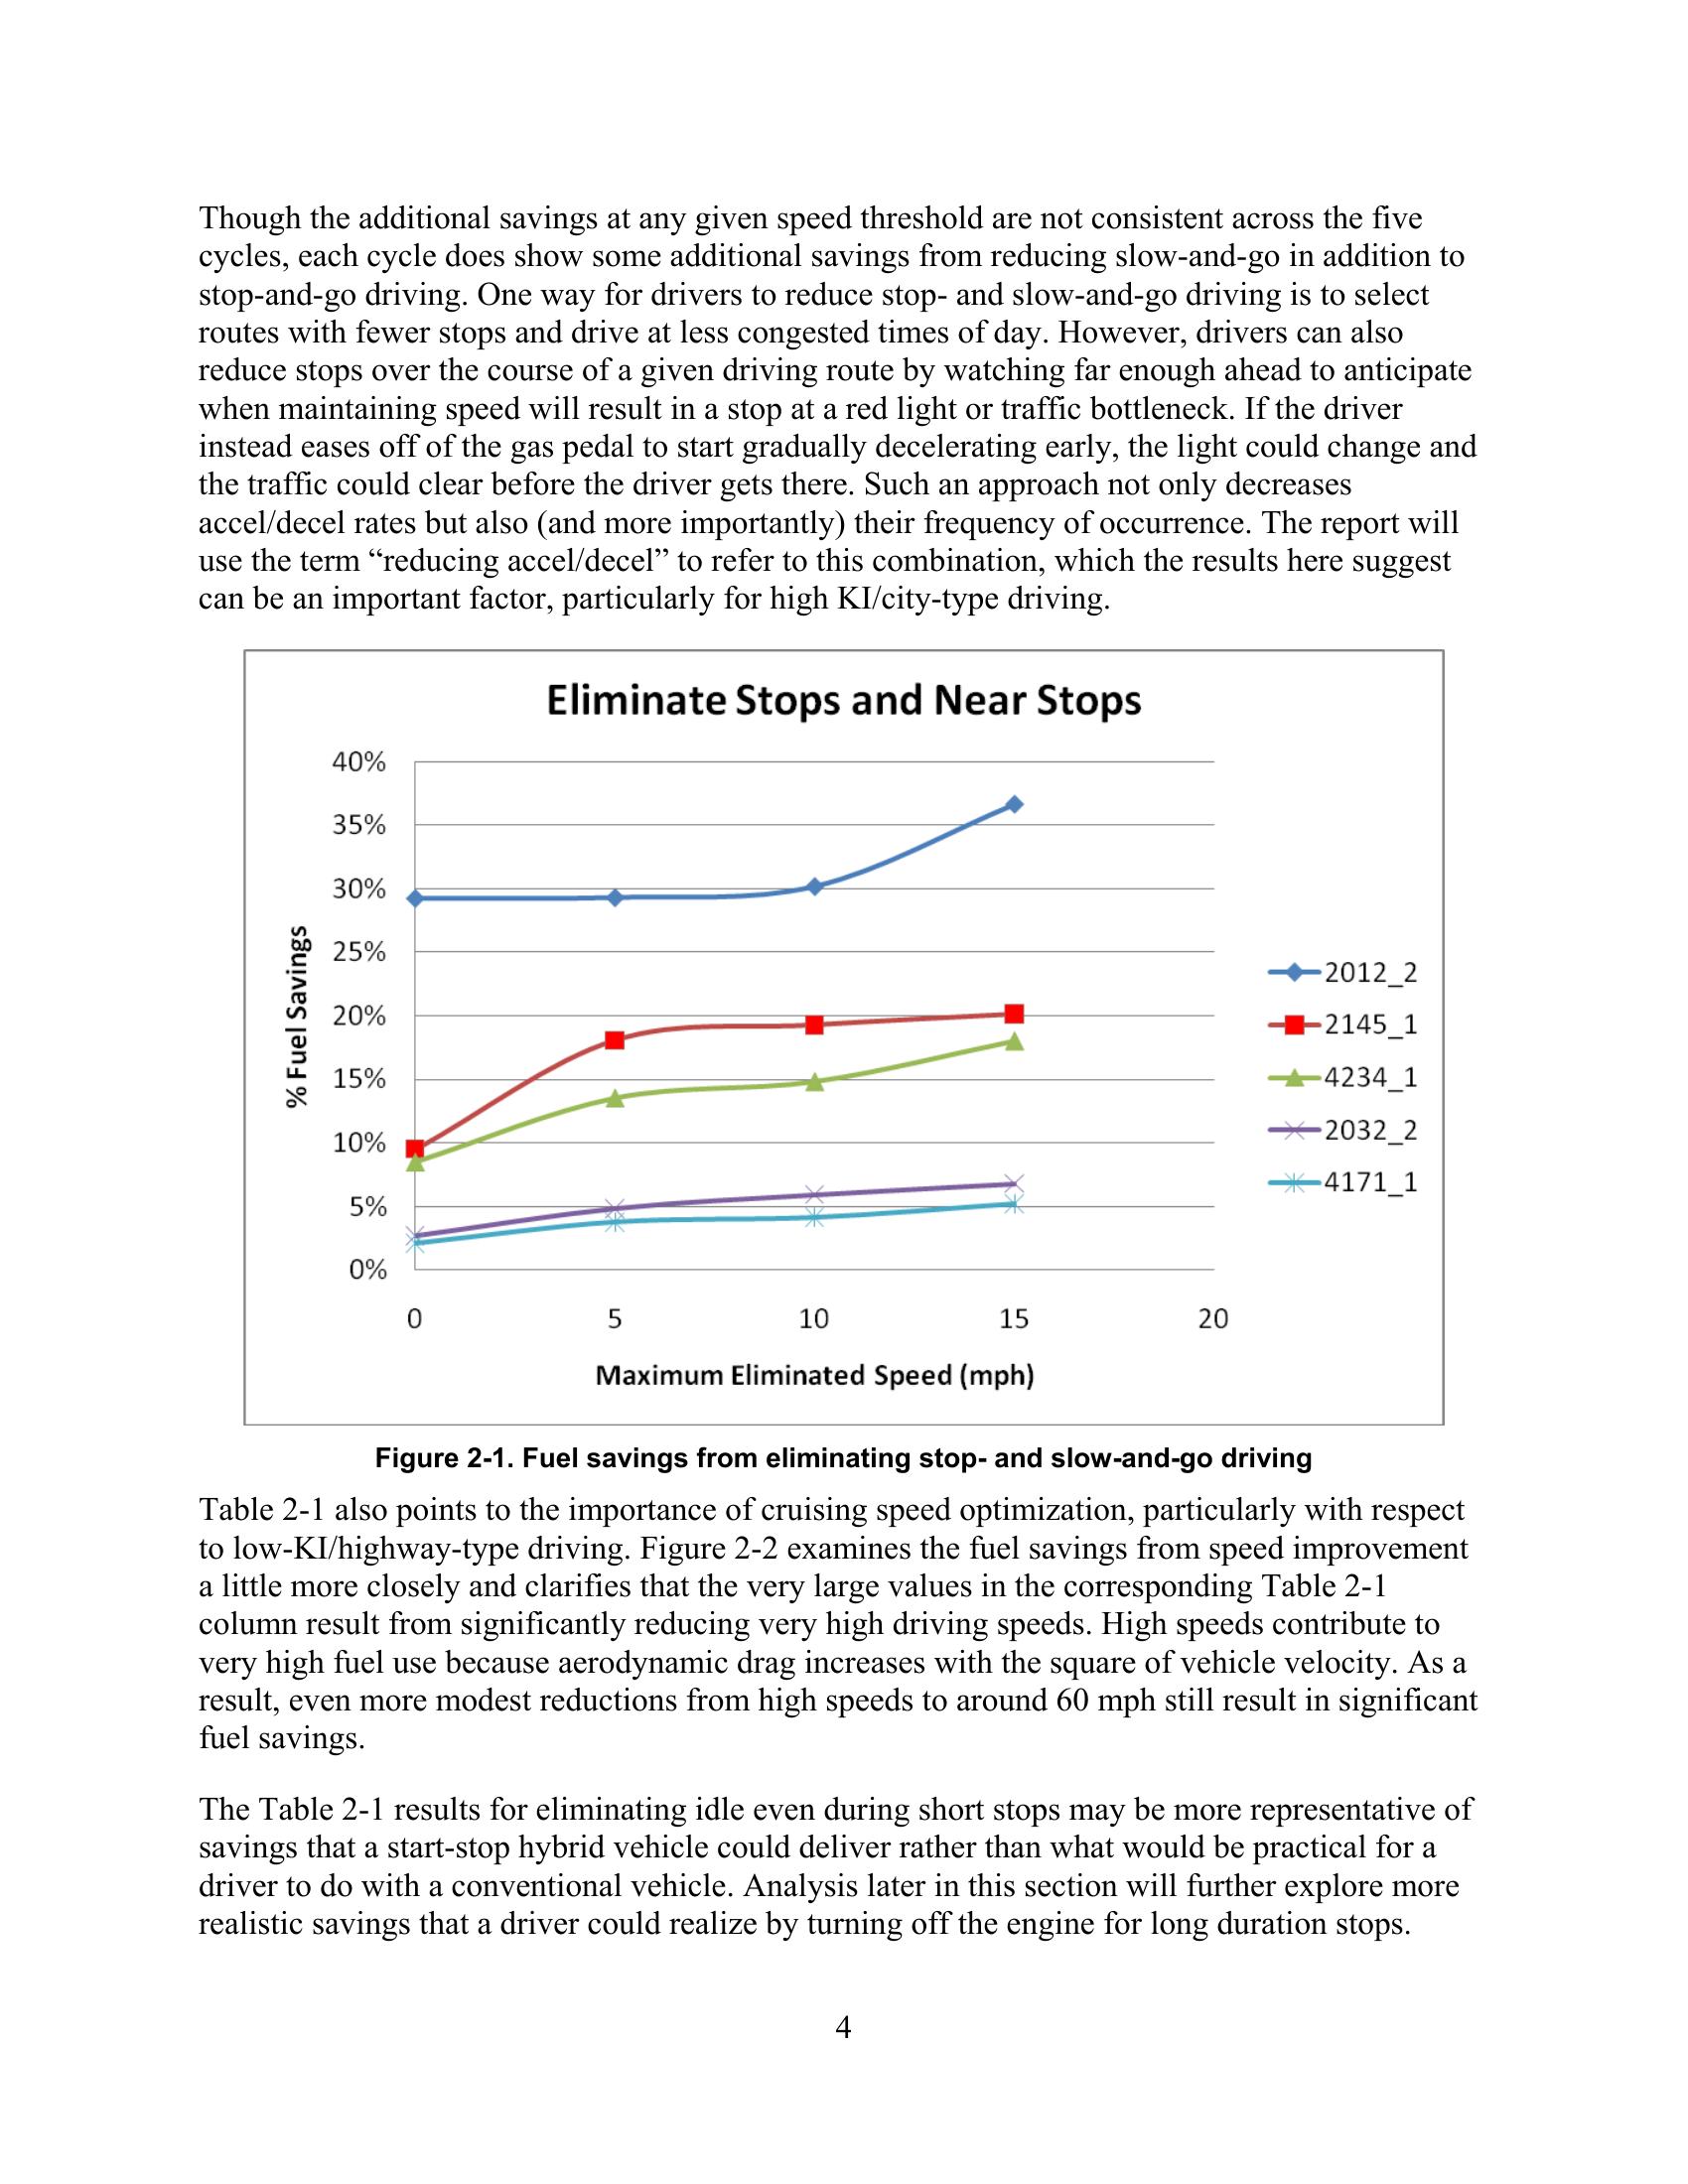 Though the additional savings at any given speed threshold are not consistent across the five
cycles, each cycle does show some additional savings from reducing slow-and-go in addition to
stop-and-go driving. One way for drivers to reduce stop- and slow-and-go driving is to select
routes with fewer stops and drive at less congested times of day. However, drivers can also
reduce stops over the course of a given driving route by watching far enough ahead to anticipate
when maintaining speed will result in a stop at a red light or traffic bottleneck. If the driver
instead eases off of the gas pedal to start gradually decelerating early, the light could change and
the traffic could clear before the driver gets there. Such an approach not only decreases
accel/decel rates but also (and more importantly) their frequency of occurrence. The report will
use the term “reducing accel/decel” to refer to this combination, which the results here suggest
can be an important factor, particularly for high KI/city-type driving.
Eliminate Stops and Near Stops
40%
35%
30%
25%
20%
15%
10%
5%
0%
% Fuel Savings
0 5 10 15 20
Maximum Eliminated Speed (mph)
2012_2
2145_1
4234_1
2032_2
4171_1
Figure 2-1. Fuel savings from eliminating stop- and slow-and-go driving
Table 2-1 also points to the importance of cruising speed optimization, particularly with respect
to low-KI/highway-type driving. Figure 2-2 examines the fuel savings from speed improvement
a little more closely and clarifies that the very large values in the corresponding Table 2-1
column result from significantly reducing very high driving speeds. High speeds contribute to
very high fuel use because aerodynamic drag increases with the square of vehicle velocity. As a
result, even more modest reductions from high speeds to around 60 mph still result in significant
fuel savings.
The Table 2-1 results for eliminating idle even during short stops may be more representative of
savings that a start-stop hybrid vehicle could deliver rather than what would be practical for a
driver to do with a conventional vehicle. Analysis later in this section will further explore more
realistic savings that a driver could realize by turning off the engine for long duration stops.
4